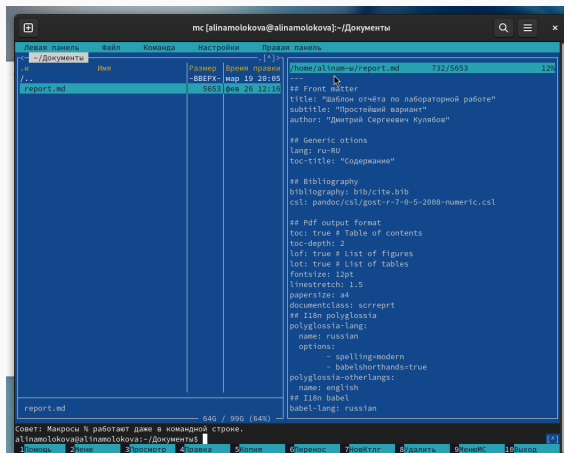 mc [alinamolokova@alinamolokova]:~/Документы
Левая панель Файл Команда Настройки Правая панель
<— ~/Документы .[^]>
.и Имя Размер Время правки
/.. -ВВЕРХ- мар 19 20:05
report.md 5653 фев 26 12:16
report.md
64G / 99G (64%)
/home/alinam~ы/report.md 732/5653 12%
---
## Front matter
title: "Шаблон отчёта по лабораторной работе"
subtitle: "Простейший вариант"
author: "Дмитрий Сергеевич Кулябов"
## Generic otions
lang: ru-RU
toc-title: "Содержание"
## Bibliography
bibliography: bib/cite.bib
csl: pandoc/csl/gost-r-7-0-5-2008-numeric.csl
## Pdf output format
toc: true # Table of contents
toc-depth: 2
lof: true # List of figures
lot: true # List of tables
fontsize: 12pt
linestretch: 1.5
papersize: a4
documentclass: scrreprt
## I18n polyglossia
polyglossia-lang:
name: russian
options:
- spelling=modern
- babelshorthands=true
polyglossia-otherlangs:
name: english
## I18n babel
babel-lang: russian
Совет: Макросы % работают даже в командной строке.
alinamolokova@alinamolokova:~/Документы$ [^]
1Помощь 2Меню 3Просмотр 4Правка 5Копия 6Перенос 7НовКтлг 8Удалить 9МенюMC 10Выход